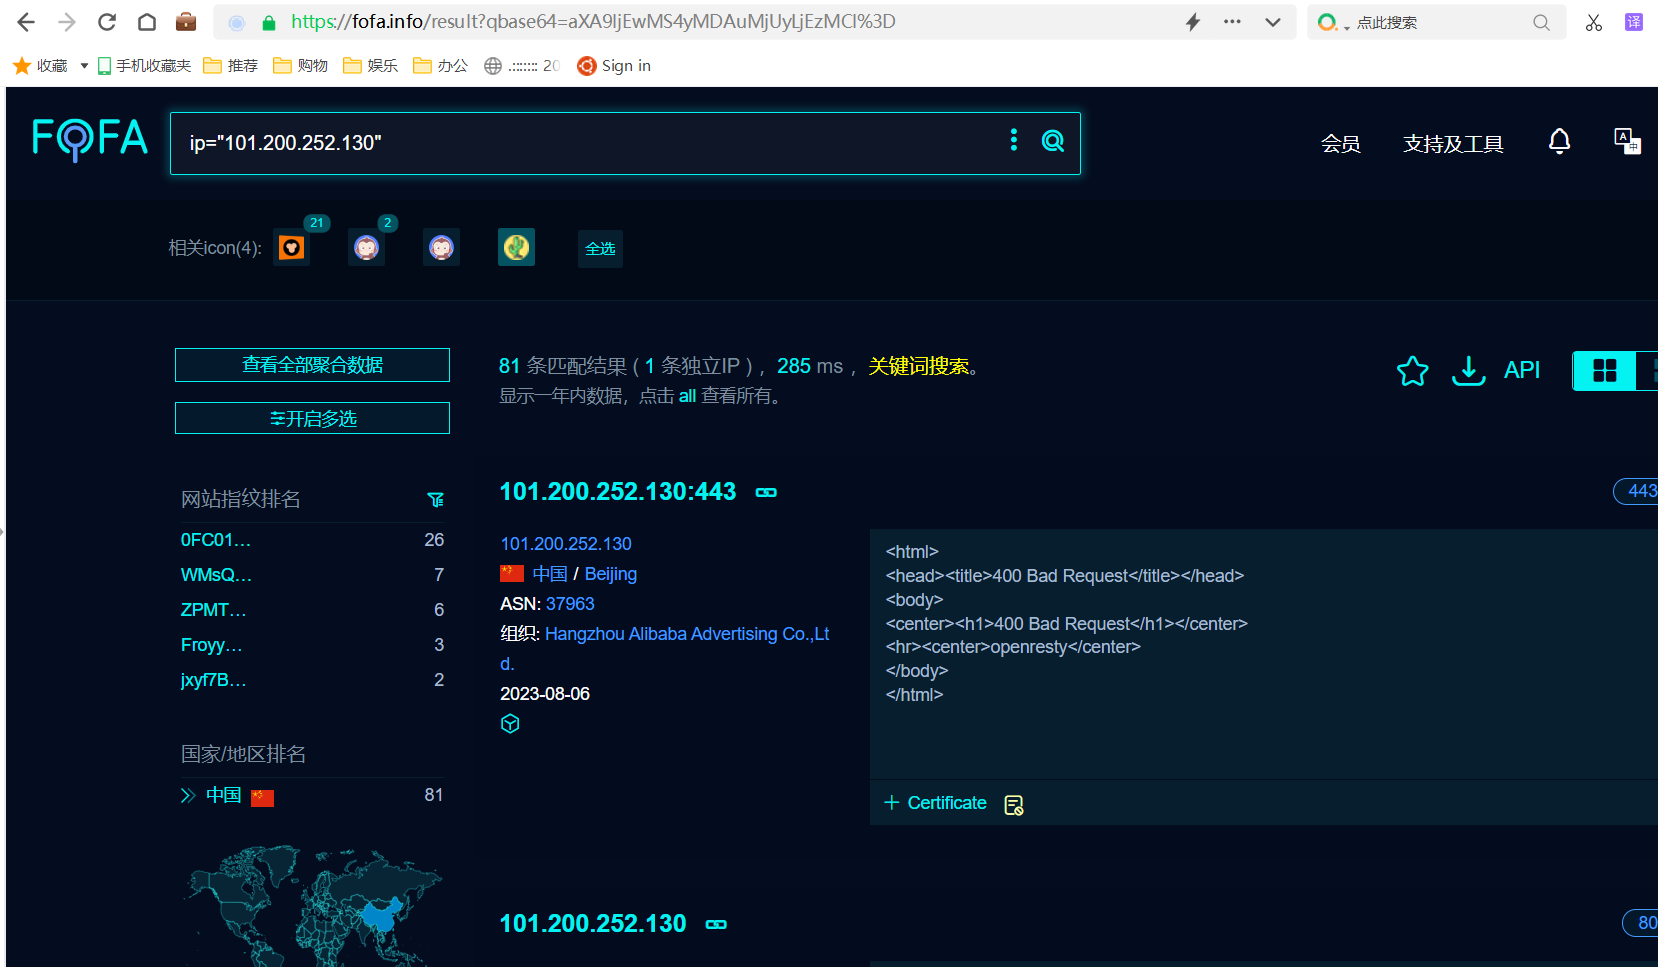 https://fofa.info/result?qbase64=aXA9IjEwMS4yMDAuMjUyLjEzMCI%3D
点此搜索
译
收藏
手机收藏夹
推荐
购物
娱乐
办公
.::::::: 20
Sign in
FOFA
ip="101.200.252.130"
会员
支持及工具
A中
相关icon(4):
21
2
全选
查看全部聚合数据
开启多选
81 条匹配结果 ( 1 条独立IP ) ，285 ms ，关键词搜索。
显示一年内数据，点击 all 查看所有。
API
网站指纹排名
0FC01… 26
WMsQ… 7
ZPMT… 6
Froyy… 3
jxyf7B… 2
国家/地区排名
中国 81
101.200.252.130:443
443
101.200.252.130
中国 / Beijing
ASN: 37963
组织: Hangzhou Alibaba Advertising Co.,Lt
d.
2023-08-06
<html>
<head><title>400 Bad Request</title></head>
<body>
<center><h1>400 Bad Request</h1></center>
<hr><center>openresty</center>
</body>
</html>
+ Certificate
101.200.252.130
80